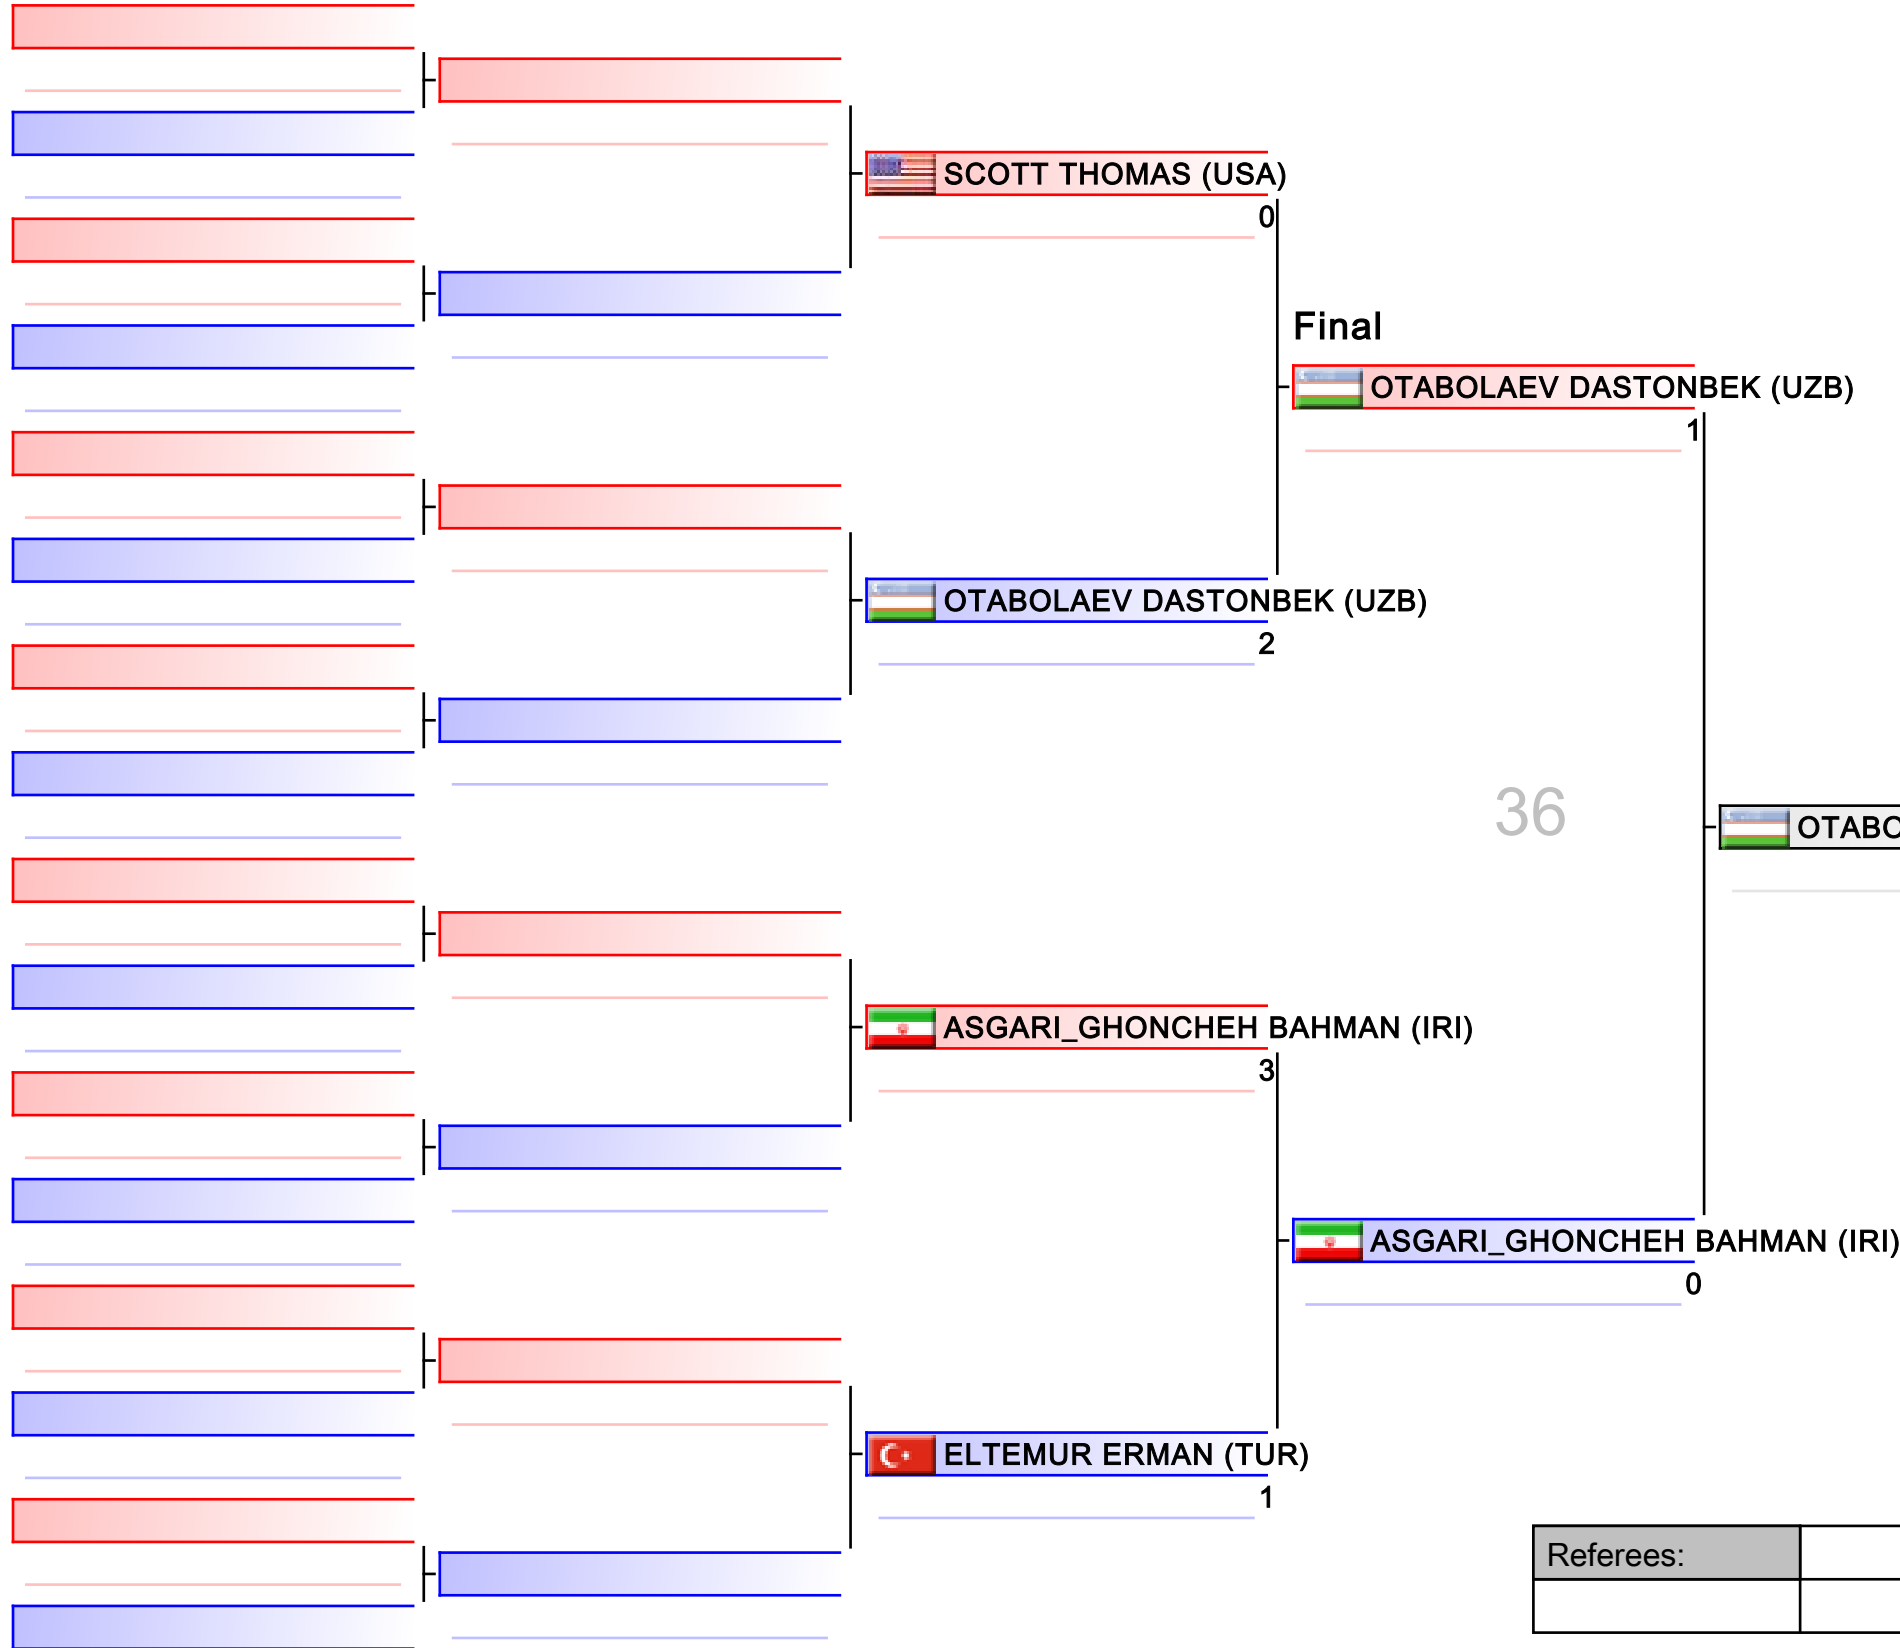 SCOTT THOMAS (USA)
0
Final
OTABOLAEV DASTONBEK (UZB)
1
OTABOLAEV DASTONBEK (UZB)
2
36
OTABO
ASGARI_GHONCHEH BAHMAN (IRI)
3
ASGARI_GHONCHEH BAHMAN (IRI)
0
ELTEMUR ERMAN (TUR)
1
Referees: